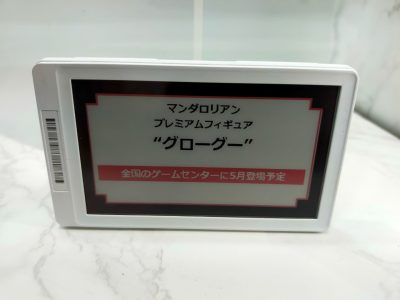 マンダロリアン
プレミアムフィギュア
“グローグー”
全国のゲームセンターに5月登場予定